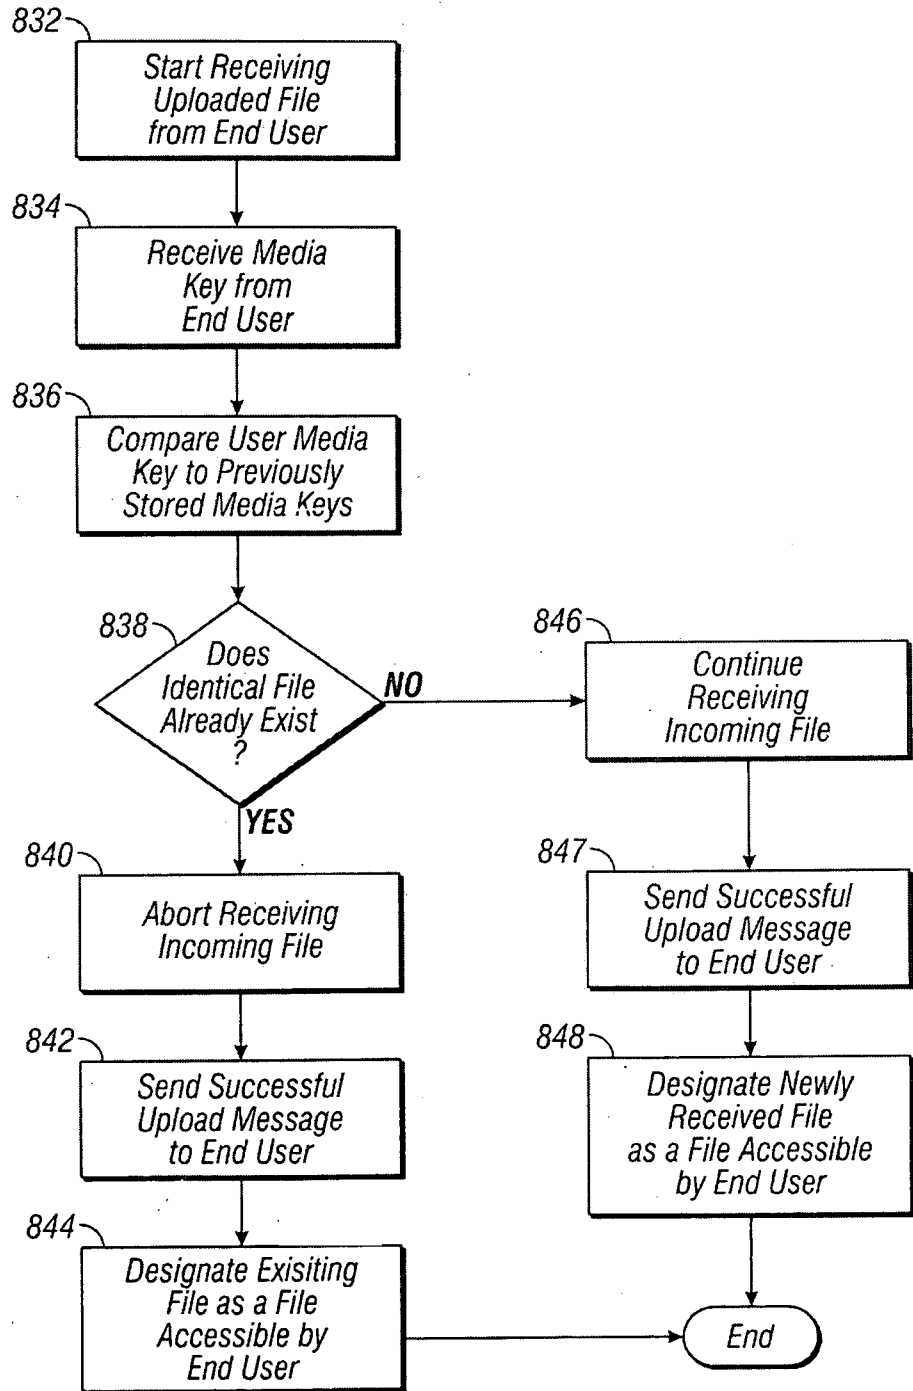 832
Start Receiving
Uploaded File
from End User
834
Receive Media
Key from
End User
836
Compare User Media
Key to Previously
Stored Media Keys
838
Does
Identical File
Already Exist
?
NO
YES
846
Continue
Receiving
Incoming File
840
Abort Receiving
Incoming File
847
Send Successful
Upload Message
to End User
842
Send Successful
Upload Message
to End User
848
Designate Newly
Received File
as a File Accessible
by End User
844
Designate Exisiting
File as a File
Accessible by
End User
End